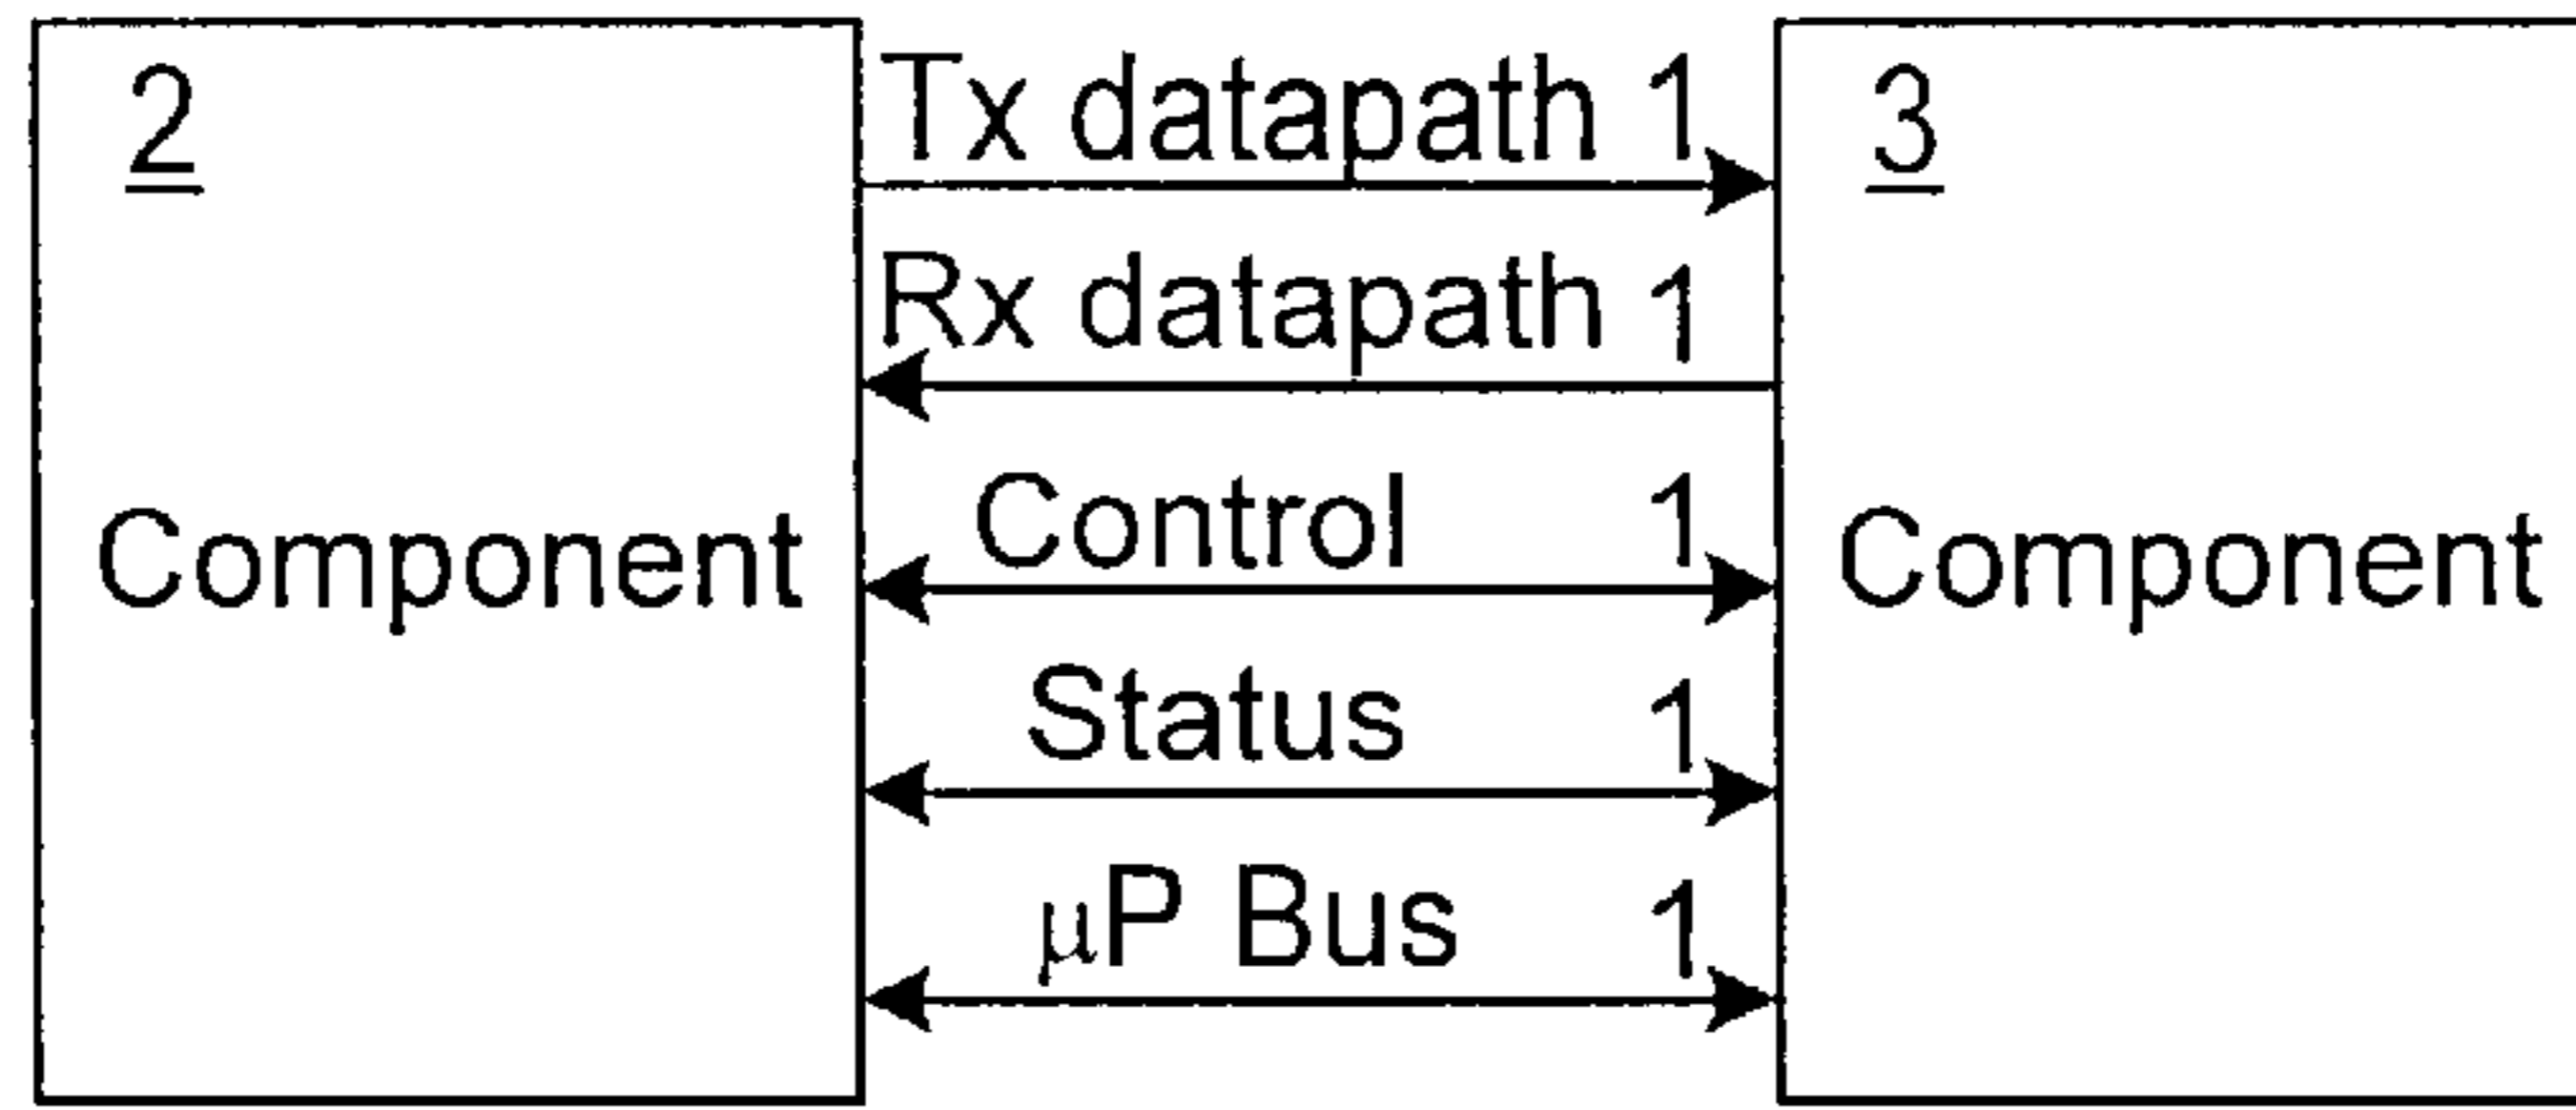 2
Tx datapath 1
3
Rx datapath 1
Control 1
Component
Component
Status 1
μP Bus 1